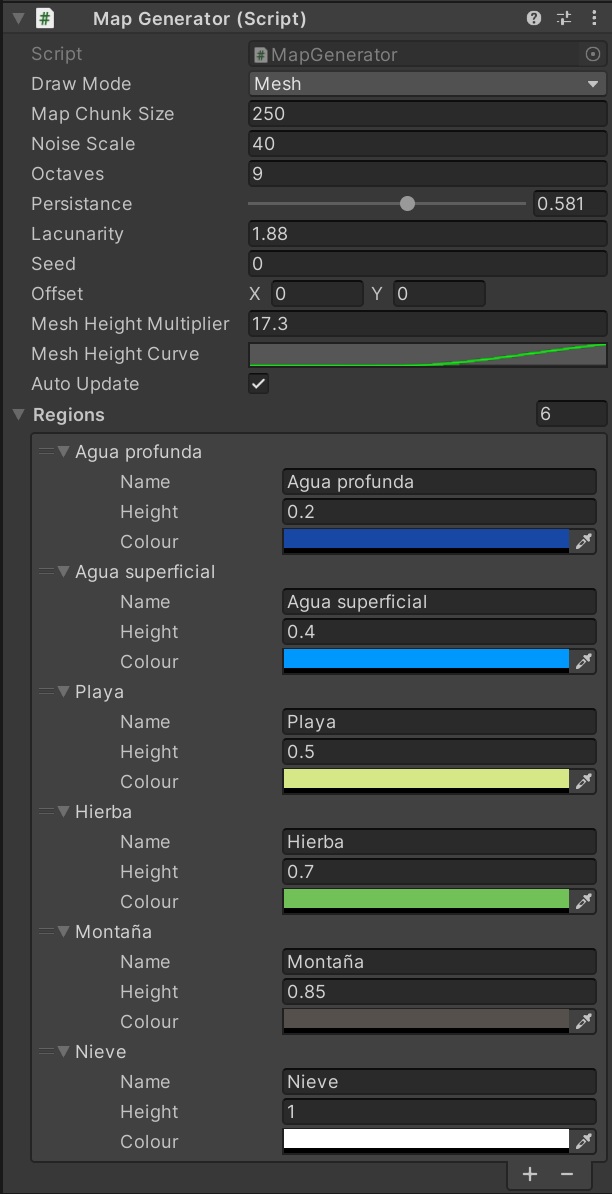 Map Generator (Script)
Script MapGenerator
Draw Mode Mesh
Map Chunk Size 250
Noise Scale 40
Octaves 9
Persistance 0.581
Lacunarity 1.88
Seed 0
Offset X 0 Y 0
Mesh Height Multiplier 17.3
Mesh Height Curve
Auto Update
Regions 6
Agua profunda
Name Agua profunda
Height 0.2
Colour
Agua superficial
Name Agua superficial
Height 0.4
Colour
Playa
Name Playa
Height 0.5
Colour
Hierba
Name Hierba
Height 0.7
Colour
Montaña
Name Montaña
Height 0.85
Colour
Nieve
Name Nieve
Height 1
Colour